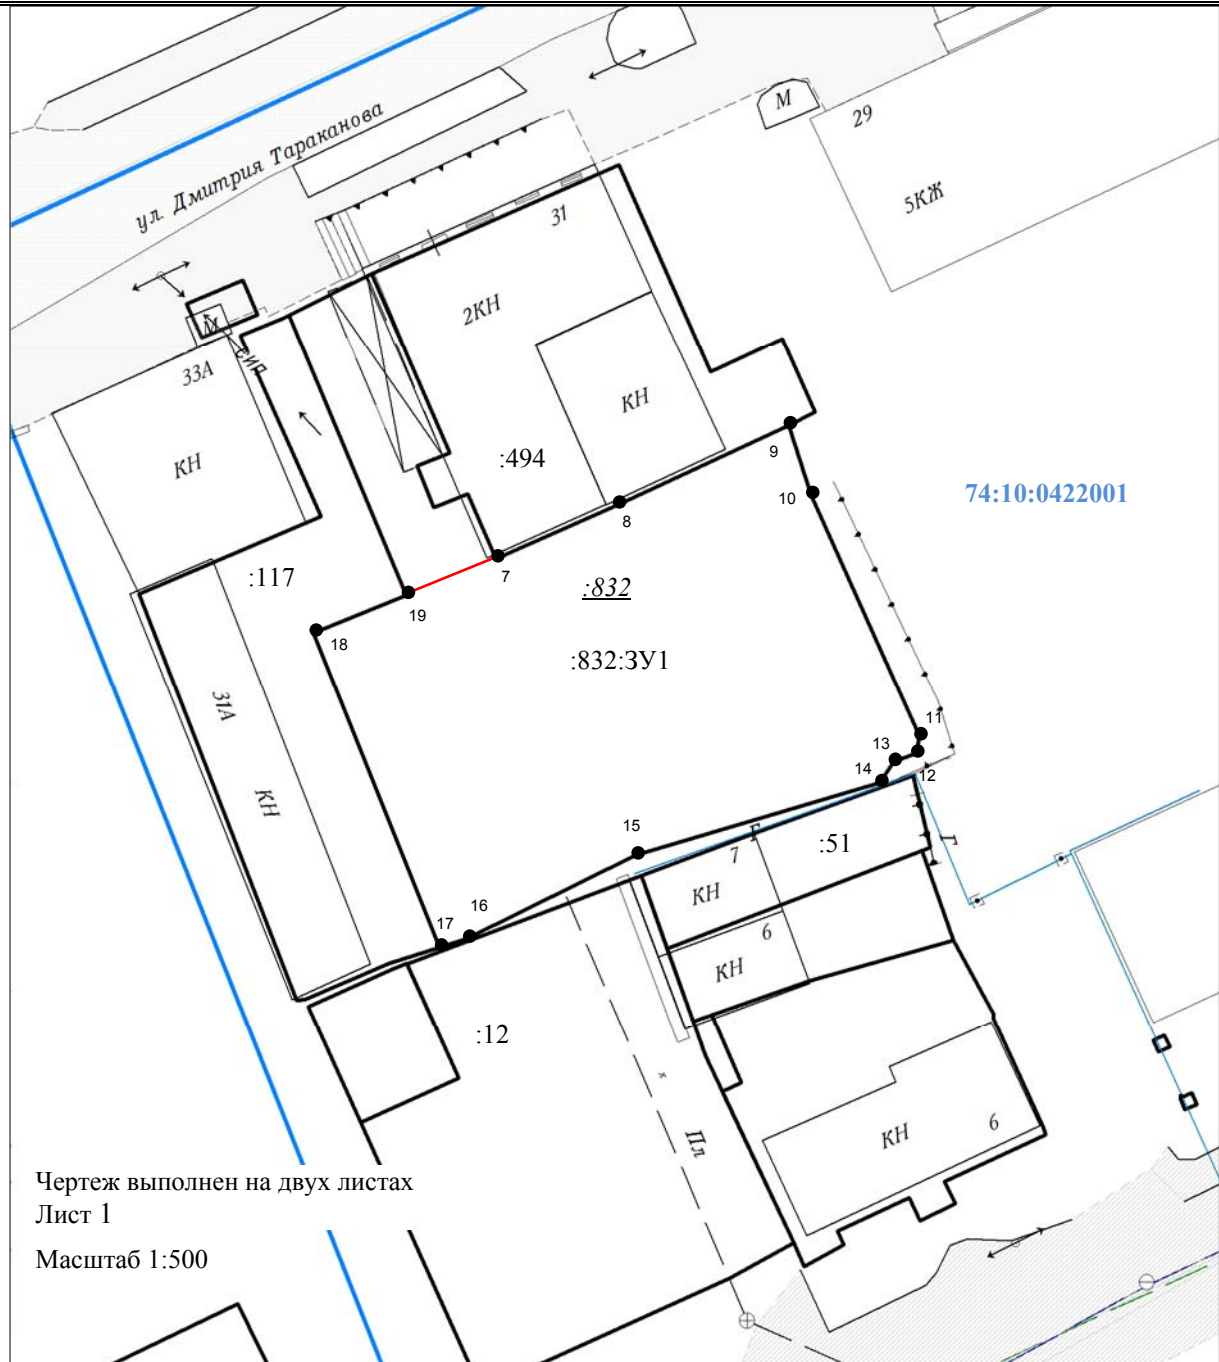 ул. Дмитрия Тараканова
М
29
5КЖ
31
2КН
М
СИП
33А
КН
КН
:494
9
10
74:10:0422001
8
7
:117
:832
19
18
:832:ЗУ1
31А
КН
11
13
12
14
15
Г
Г
7
:51
КН
16
17
6
КН
:12
к
Пл
КН
6
Чертеж выполнен на двух листах
Лист 1
Масштаб 1:500